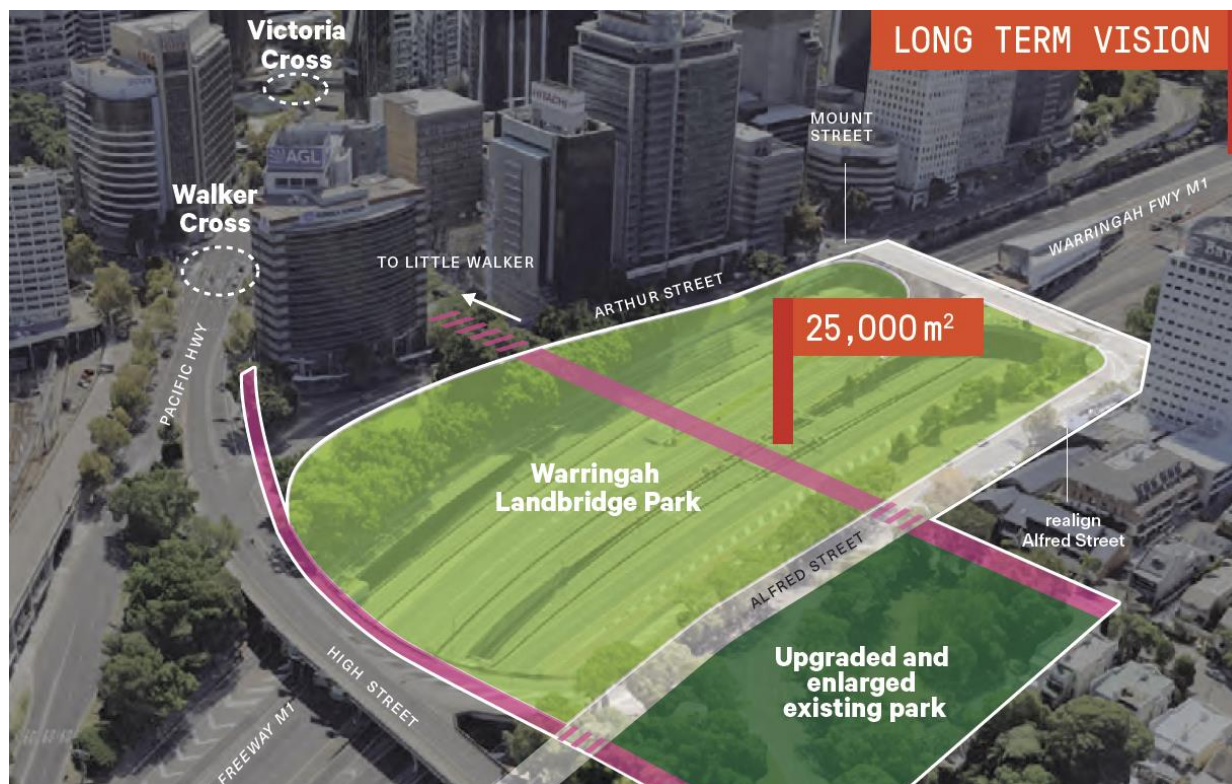 LONG TERM VISION
Victoria
Cross
HITACHI
MOUNT
STREET
AGL
Walker
Cross
WARRINGAH FWY M1
TO LITTLE WALKER
ARTHUR STREET
25,000 m²
PACIFIC HWY
Warringah
Landbridge Park
realign
Alfred Street
ALFRED STREET
HIGH STREET
Upgraded and
enlarged
existing park
FREEWAY M1